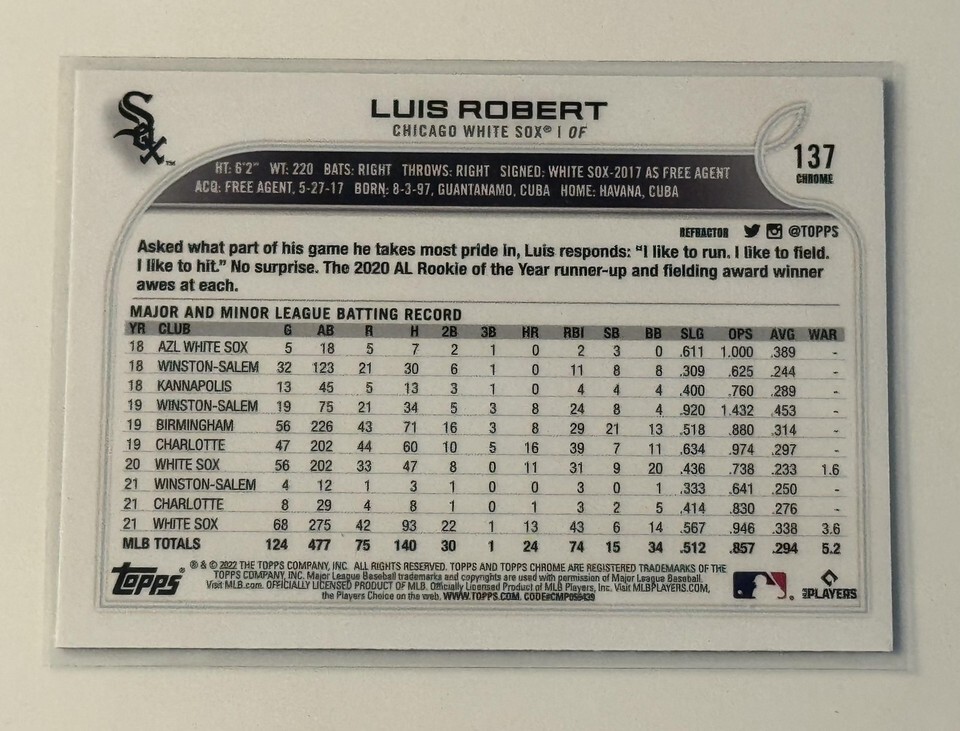 Sox™
LUIS ROBERT
CHICAGO WHITE SOX® | OF
137
CHROME
HT: 6'2" WT: 220 BATS: RIGHT THROWS: RIGHT SIGNED: WHITE SOX-2017 AS FREE AGENT
ACQ: FREE AGENT, 5-27-17 BORN: 8-3-97, GUANTANAMO, CUBA HOME: HAVANA, CUBA
REFRACTOR @TOPPS
Asked what part of his game he takes most pride in, Luis responds: "I like to run. I like to field.
I like to hit." No surprise. The 2020 AL Rookie of the Year runner-up and fielding award winner
awes at each.
MAJOR AND MINOR LEAGUE BATTING RECORD
YR CLUB G AB R H 2B 3B HR RBI SB BB SLG OPS AVG WAR
18 AZL WHITE SOX 5 18 5 7 2 1 0 2 3 0 .611 1.000 .389 -
18 WINSTON-SALEM 32 123 21 30 6 1 0 11 8 8 .309 .625 .244 -
18 KANNAPOLIS 13 45 5 13 3 1 0 4 4 4 .400 .760 .289 -
19 WINSTON-SALEM 19 75 21 34 5 3 8 24 8 4 .920 1.432 .453 -
19 BIRMINGHAM 56 226 43 71 16 3 8 29 21 13 .518 .880 .314 -
19 CHARLOTTE 47 202 44 60 10 5 16 39 7 11 .634 .974 .297 -
20 WHITE SOX 56 202 33 47 8 0 11 31 9 20 .436 .738 .233 1.6
21 WINSTON-SALEM 4 12 1 3 1 0 0 3 0 1 .333 .641 .250 -
21 CHARLOTTE 8 29 4 8 1 0 1 3 2 5 .414 .830 .276 -
21 WHITE SOX 68 275 42 93 22 1 13 43 6 14 .567 .946 .338 3.6
MLB TOTALS 124 477 75 140 30 1 24 74 15 34 .512 .857 .294 5.2
Topps
® & © 2022 THE TOPPS COMPANY, INC. ALL RIGHTS RESERVED. TOPPS AND TOPPS CHROME ARE REGISTERED TRADEMARKS OF THE
TOPPS COMPANY, INC. Major League Baseball trademarks and copyrights are used with permission of Major League Baseball.
Visit MLB.com. OFFICIALLY LICENSED PRODUCT OF MLB. Officially Licensed Product of MLB Players, Inc. Visit MLBPLAYERS.COM,
the Players Choice on the web. WWW.TOPPS.COM. CODE#CMP055439
MLB PLAYERS